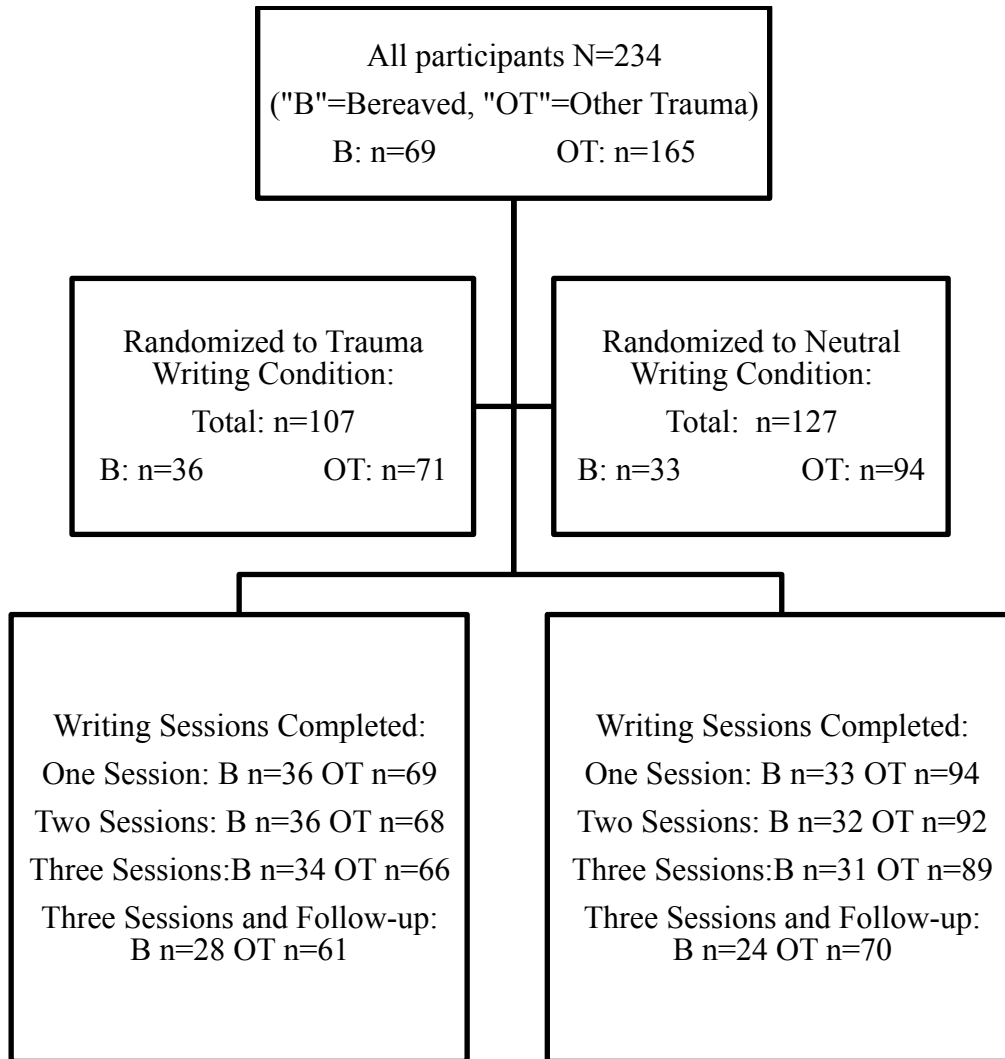 All participants N=234
("B"=Bereaved, "OT"=Other Trauma)
B: n=69 OT: n=165
Randomized to Trauma
Writing Condition:
Total: n=107
B: n=36 OT: n=71
Randomized to Neutral
Writing Condition:
Total: n=127
B: n=33 OT: n=94
Writing Sessions Completed:
One Session: B n=36 OT n=69
Two Sessions: B n=36 OT n=68
Three Sessions:B n=34 OT n=66
Three Sessions and Follow-up:
B n=28 OT n=61
Writing Sessions Completed:
One Session: B n=33 OT n=94
Two Sessions: B n=32 OT n=92
Three Sessions:B n=31 OT n=89
Three Sessions and Follow-up:
B n=24 OT n=70